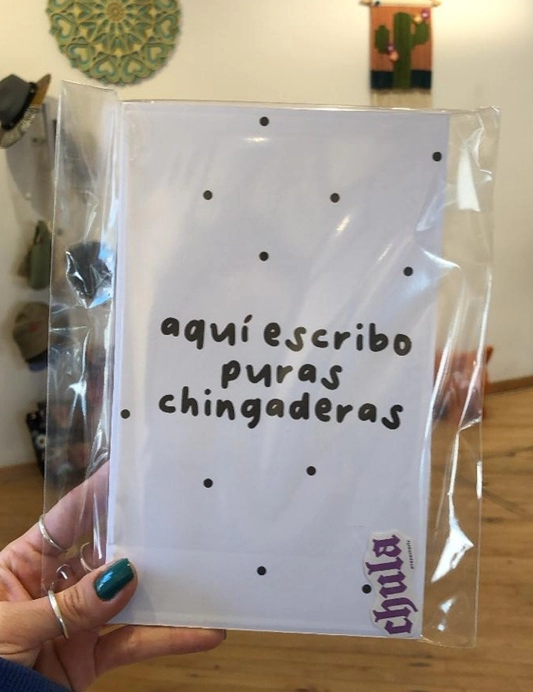 aquí escribo
puras
chingaderas
chula